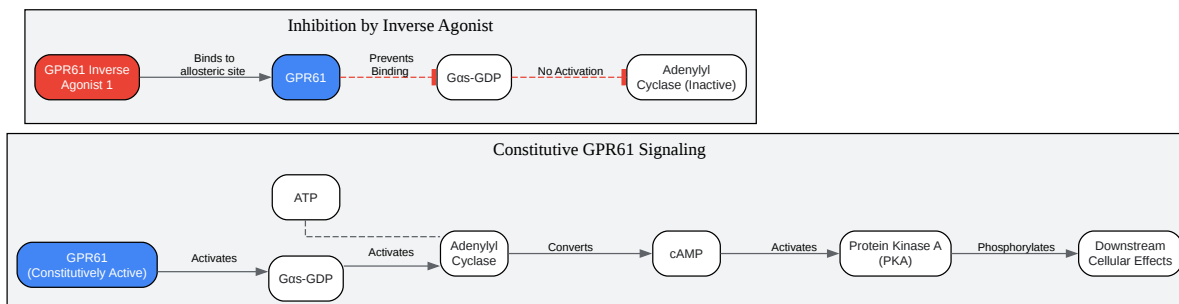 Inhibition by Inverse Agonist
GPR61 Inverse
Agonist 1
Binds to
allosteric site
GPR61
Prevents
Binding
Gαs-GDP
No Activation
Adenylyl
Cyclase (Inactive)
Constitutive GPR61 Signaling
ATP
GPR61
(Constitutively Active)
Activates
Gαs-GDP
Activates
Adenylyl
Cyclase
Converts
cAMP
Activates
Protein Kinase A
(PKA)
Phosphorylates
Downstream
Cellular Effects